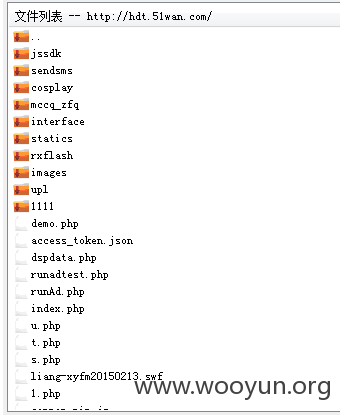 文件列表 -- http://hdt.51wan.com/
..
jssdk
sendsms
cosplay
mccq_zfq
interface
statics
rxflash
images
upl
1111
demo.php
access_token.json
dspdata.php
runadtest.php
runAd.php
index.php
u.php
t.php
s.php
liang-xyfm20150213.swf
1.php
www.wooyun.org